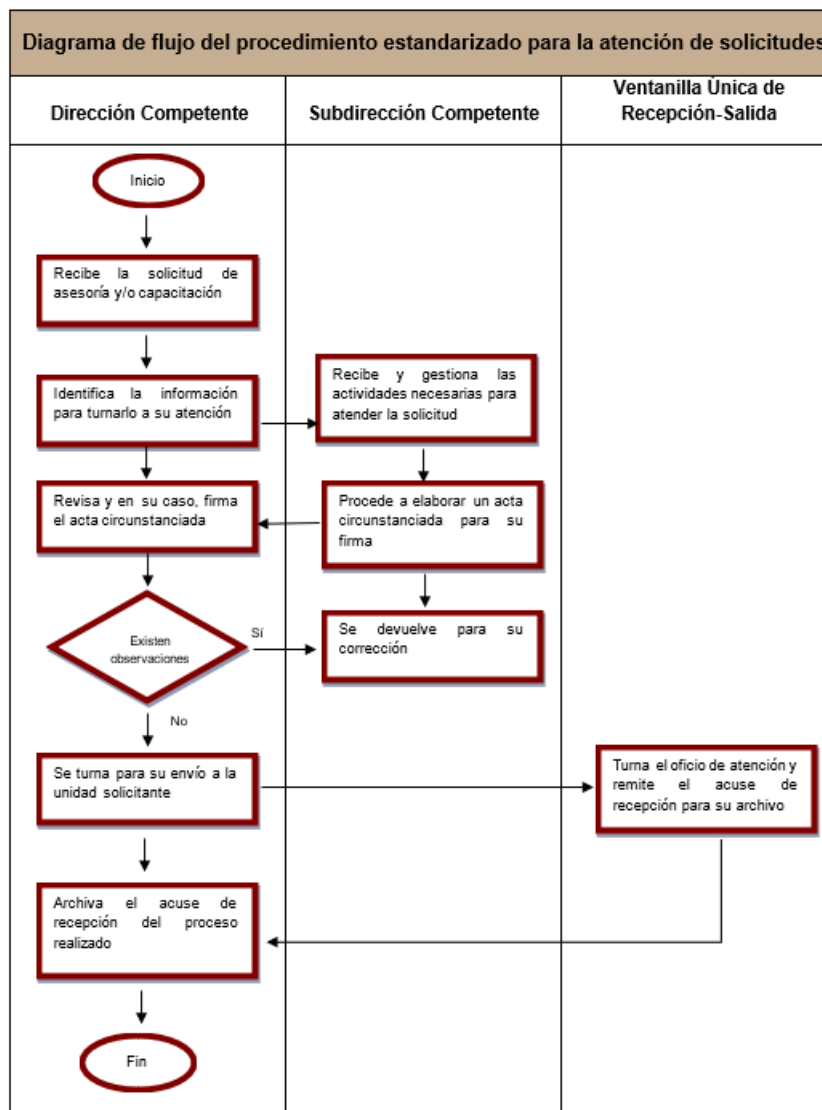 Diagrama de flujo del procedimiento estandarizado para la atención de solicitudes
Dirección Competente
Subdirección Competente
Ventanilla Única de
Recepción-Salida
Inicio
Recibe la solicitud de
asesoría y/o capacitación
Identifica la información
para turnarlo a su atención
Recibe y gestiona las
actividades necesarias para
atender la solicitud
Revisa y en su caso, firma
el acta circunstanciada
Procede a elaborar un acta
circunstanciada para su
firma
Existen
observaciones
Sí
Se devuelve para su
corrección
No
Se turna para su envío a la
unidad solicitante
Turna el oficio de atención y
remite el acuse de
recepción para su archivo
Archiva el acuse de
recepción del proceso
realizado
Fin